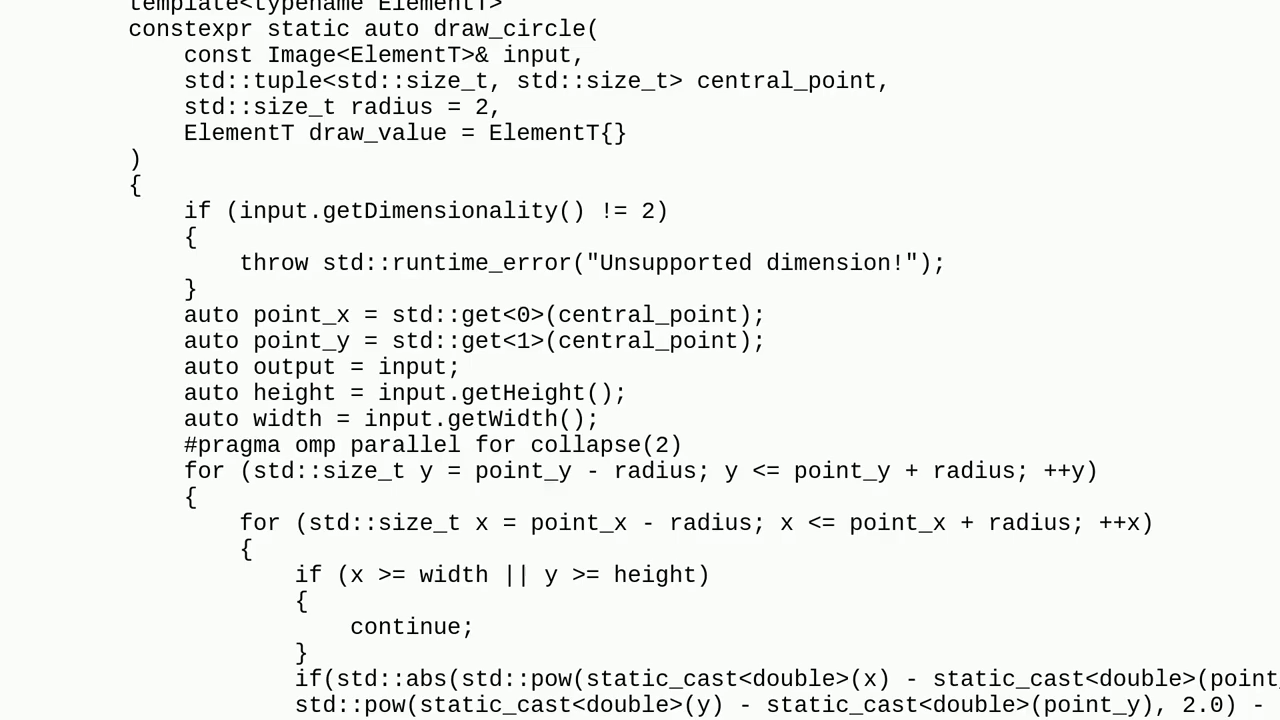 template<typename ElementT>
constexpr static auto draw_circle(
const Image<ElementT>& input,
std::tuple<std::size_t, std::size_t> central_point,
std::size_t radius = 2,
ElementT draw_value = ElementT{}
)
{
if (input.getDimensionality() != 2)
{
throw std::runtime_error("Unsupported dimension!");
}
auto point_x = std::get<0>(central_point);
auto point_y = std::get<1>(central_point);
auto output = input;
auto height = input.getHeight();
auto width = input.getWidth();
#pragma omp parallel for collapse(2)
for (std::size_t y = point_y - radius; y <= point_y + radius; ++y)
{
for (std::size_t x = point_x - radius; x <= point_x + radius; ++x)
{
if (x >= width || y >= height)
{
continue;
}
if(std::abs(std::pow(static_cast<double>(x) - static_cast<double>(point_
std::pow(static_cast<double>(y) - static_cast<double>(point_y), 2.0) -